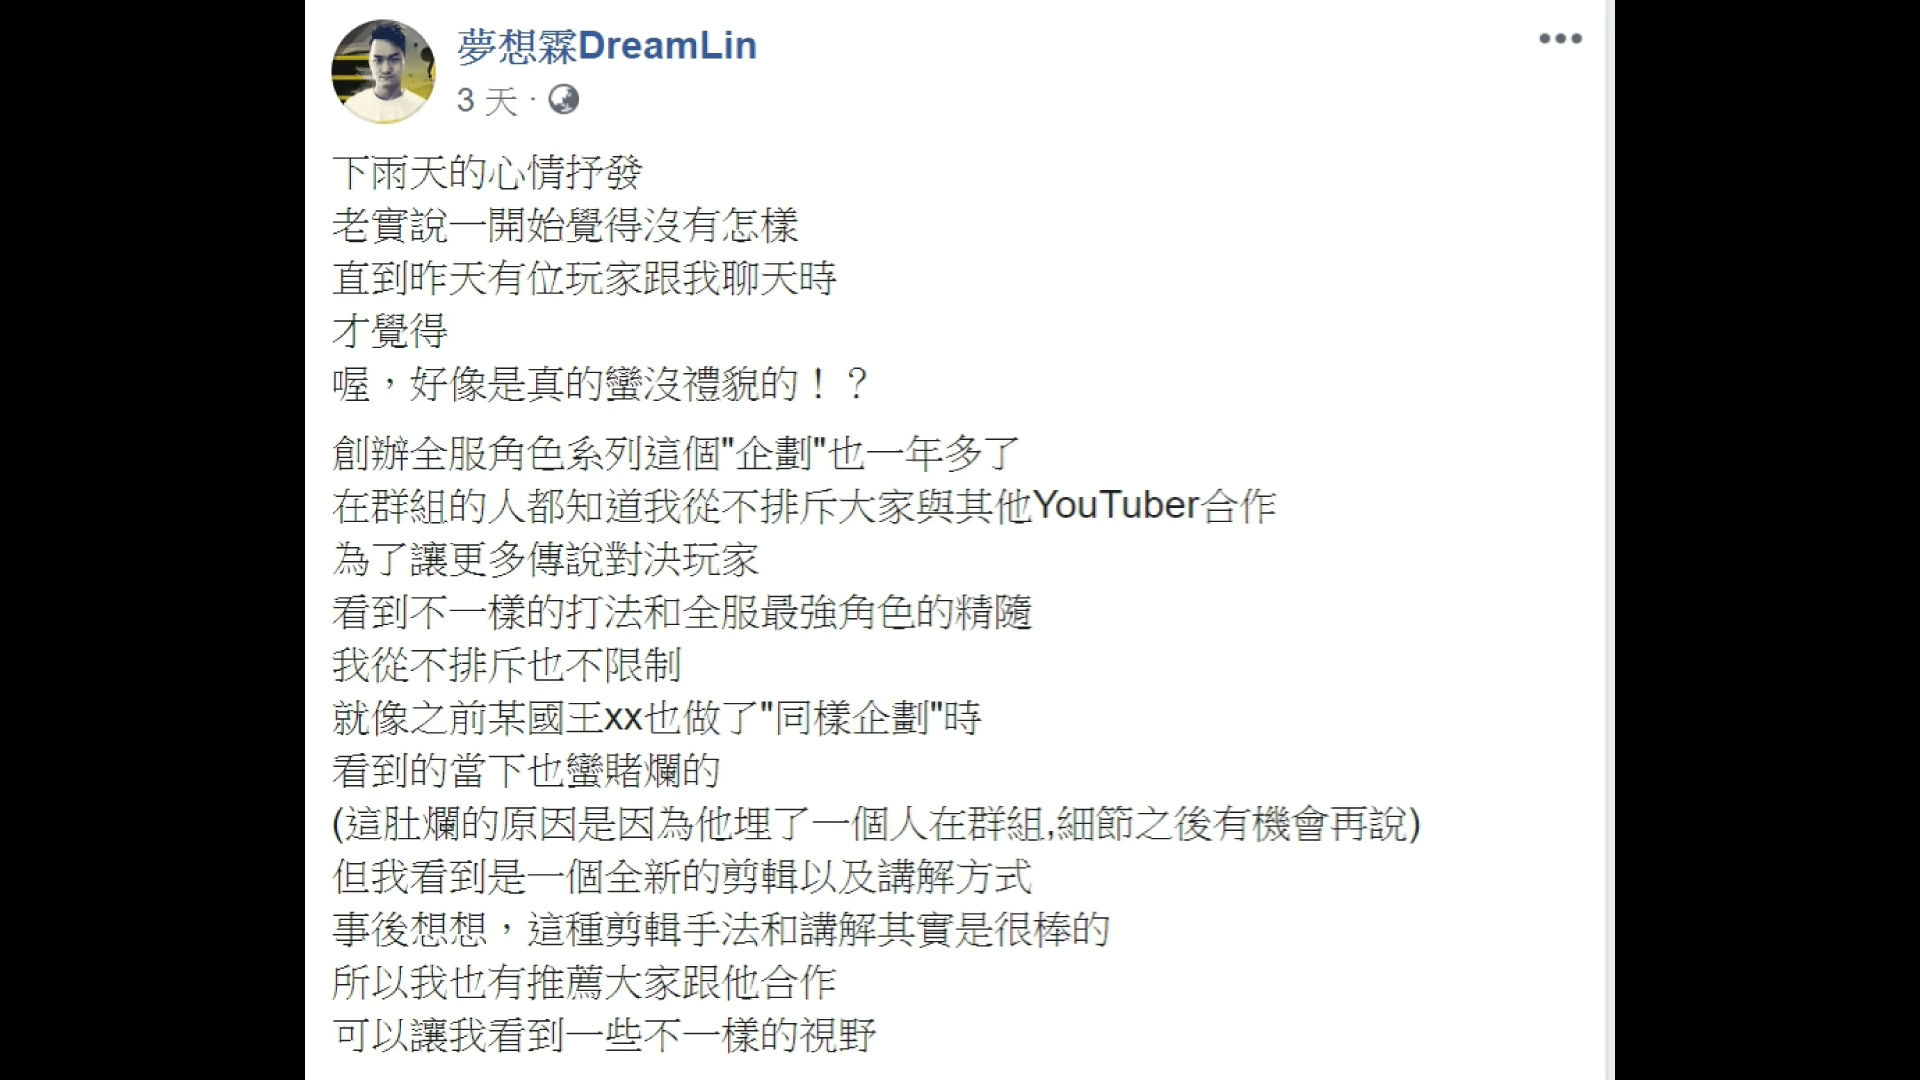 夢想霖DreamLin
3 天 ·
下雨天的心情抒發
老實說一開始覺得沒有怎樣
直到昨天有位玩家跟我聊天時
才覺得
喔，好像是真的蠻沒禮貌的！？
創辦全服角色系列這個"企劃"也一年多了
在群組的人都知道我從不排斥大家與其他YouTuber合作
為了讓更多傳說對決玩家
看到不一樣的打法和全服最強角色的精隨
我從不排斥也不限制
就像之前某國王xx也做了"同樣企劃"時
看到的當下也蠻賭爛的
(這肚爛的原因是因為他埋了一個人在群組,細節之後有機會再說)
但我看到是一個全新的剪輯以及講解方式
事後想想，這種剪輯手法和講解其實是很棒的
所以我也有推薦大家跟他合作
可以讓我看到一些不一樣的視野